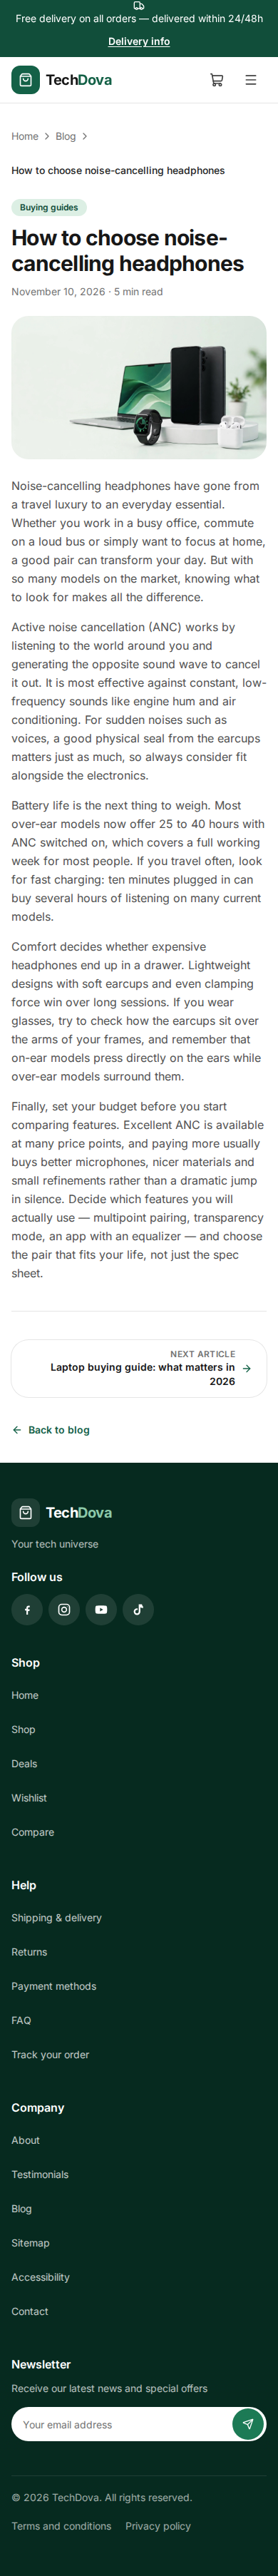 Free delivery on all orders — delivered within 24/48h
Delivery info
TechDova
Home > Blog >
How to choose noise-cancelling headphones
Buying guides
How to choose noise-
cancelling headphones
November 10, 2026 · 5 min read
Noise-cancelling headphones have gone from
a travel luxury to an everyday essential.
Whether you work in a busy office, commute
on a loud bus or simply want to focus at home,
a good pair can transform your day. But with
so many models on the market, knowing what
to look for makes all the difference.
Active noise cancellation (ANC) works by
listening to the world around you and
generating the opposite sound wave to cancel
it out. It is most effective against constant, low-
frequency sounds like engine hum and air
conditioning. For sudden noises such as
voices, a good physical seal from the earcups
matters just as much, so always consider fit
alongside the electronics.
Battery life is the next thing to weigh. Most
over-ear models now offer 25 to 40 hours with
ANC switched on, which covers a full working
week for most people. If you travel often, look
for fast charging: ten minutes plugged in can
buy several hours of listening on many current
models.
Comfort decides whether expensive
headphones end up in a drawer. Lightweight
designs with soft earcups and even clamping
force win over long sessions. If you wear
glasses, try to check how the earcups sit over
the arms of your frames, and remember that
on-ear models press directly on the ears while
over-ear models surround them.
Finally, set your budget before you start
comparing features. Excellent ANC is available
at many price points, and paying more usually
buys better microphones, nicer materials and
small refinements rather than a dramatic jump
in silence. Decide which features you will
actually use — multipoint pairing, transparency
mode, an app with an equalizer — and choose
the pair that fits your life, not just the spec
sheet.
NEXT ARTICLE
Laptop buying guide: what matters in
2026
Back to blog
TechDova
Your tech universe
Follow us
Shop
Home
Shop
Deals
Wishlist
Compare
Help
Shipping & delivery
Returns
Payment methods
FAQ
Track your order
Company
About
Testimonials
Blog
Sitemap
Accessibility
Contact
Newsletter
Receive our latest news and special offers
Your email address
© 2026 TechDova. All rights reserved.
Terms and conditions Privacy policy